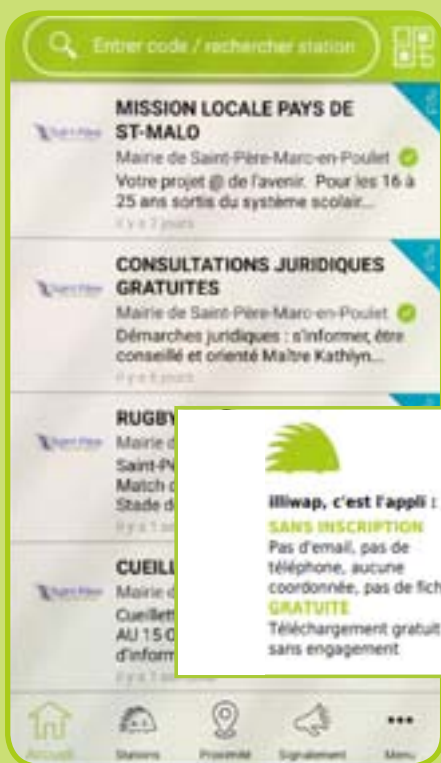 Entrer code / rechercher station
MISSION LOCALE PAYS DE
ST-MALO
Mairie de Saint-Père-Marc-en-Poulet
Votre projet @ de l'avenir. Pour les 16 à
25 ans sortis du système scolair...
il y a 7 jours
CONSULTATIONS JURIDIQUES
GRATUITES
Mairie de Saint-Père-Marc-en-Poulet
Démarches juridiques : s'informer, être
conseillé et orienté Maître Kathlyn...
RUGBY
Mairie d
Saint-Pè
Match d
Stade d
CUEILL
Mairie d
Cueillett
AU 15 O
d'inform
illiwap, c'est l'appli :
SANS INSCRIPTION
Pas d'email, pas de
téléphone, aucune
coordonnée, pas de fich
GRATUITE
Téléchargement gratuit
sans engagement
Accueil
Stations
Proximité
Signalement
Menu